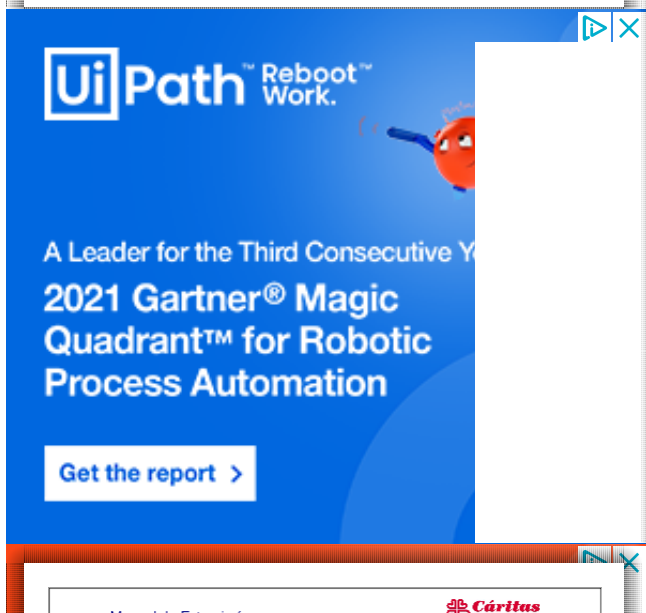 UiPath™ Reboot™
Work.
A Leader for the Third Consecutive Y
2021 Gartner® Magic
Quadrant™ for Robotic
Process Automation
Get the report >
Cáritas